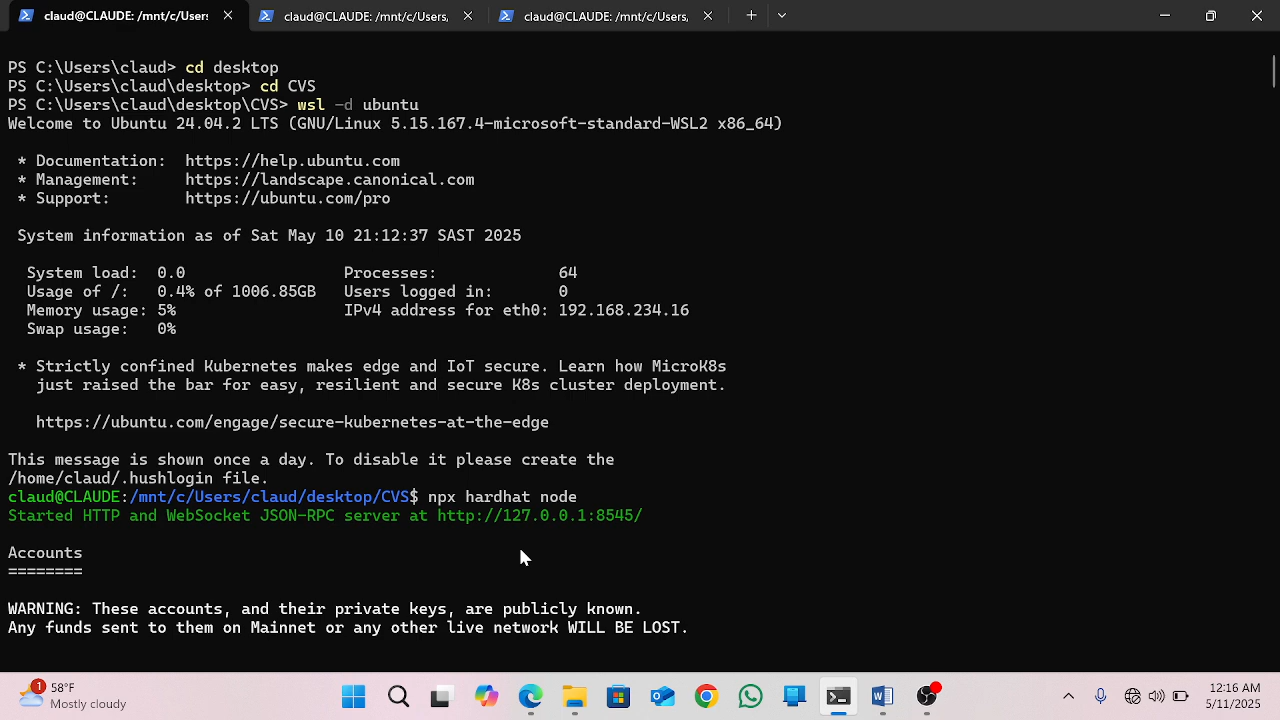 claud@CLAUDE: /mnt/c/Users
claud@CLAUDE: /mnt/c/Users,
claud@CLAUDE: /mnt/c/Users,
PS C:\Users\claud> cd desktop
PS C:\Users\claud\desktop> cd CVS
PS C:\Users\claud\desktop\CVS> wsl -d ubuntu
Welcome to Ubuntu 24.04.2 LTS (GNU/Linux 5.15.167.4-microsoft-standard-WSL2 x86_64)
* Documentation:  https://help.ubuntu.com
* Management:     https://landscape.canonical.com
* Support:        https://ubuntu.com/pro
System information as of Sat May 10 21:12:37 SAST 2025
System load:  0.0                 Processes:             64
Usage of /:   0.4% of 1006.85GB   Users logged in:       0
Memory usage: 5%                  IPv4 address for eth0: 192.168.234.16
Swap usage:   0%
* Strictly confined Kubernetes makes edge and IoT secure. Learn how MicroK8s
just raised the bar for easy, resilient and secure K8s cluster deployment.
https://ubuntu.com/engage/secure-kubernetes-at-the-edge
This message is shown once a day. To disable it please create the
/home/claud/.hushlogin file.
claud@CLAUDE:/mnt/c/Users/claud/desktop/CVS$ npx hardhat node
Started HTTP and WebSocket JSON-RPC server at http://127.0.0.1:8545/
Accounts
========
WARNING: These accounts, and their private keys, are publicly known.
Any funds sent to them on Mainnet or any other live network WILL BE LOST.
1
58°F
Mostly cloudy
12:16 AM
5/11/2025